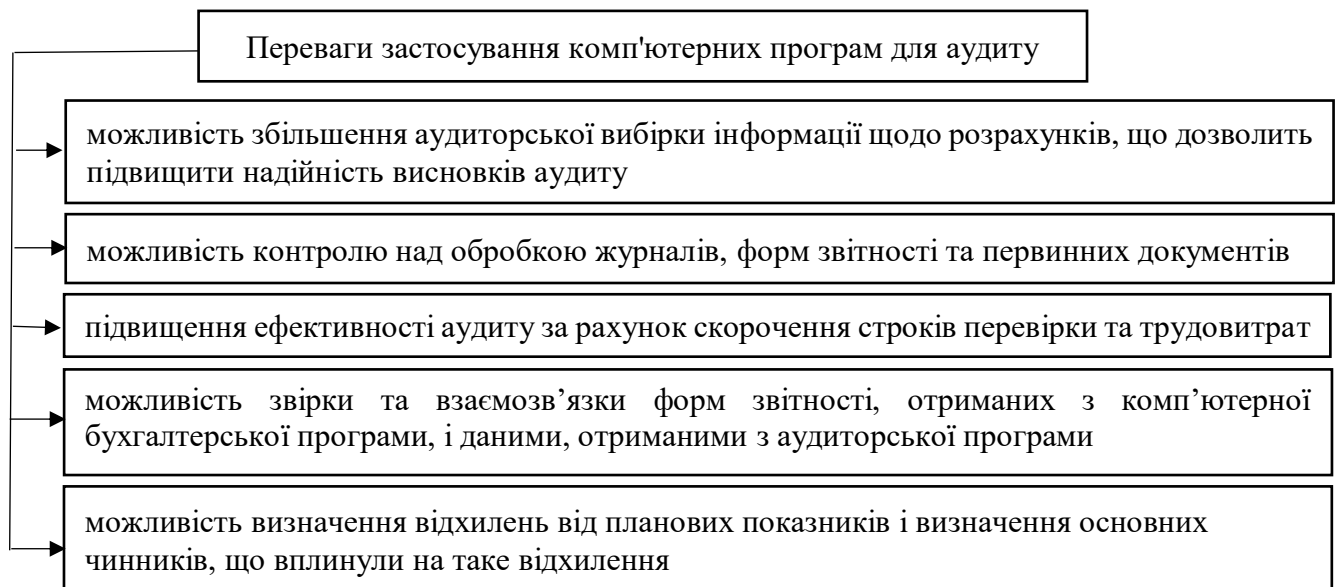 Переваги застосування комп'ютерних програм для аудиту
можливість збільшення аудиторської вибірки інформації щодо розрахунків, що дозволить
підвищити надійність висновків аудиту
можливість контролю над обробкою журналів, форм звітності та первинних документів
підвищення ефективності аудиту за рахунок скорочення строків перевірки та трудовитрат
можливість звірки та взаємозв’язки форм звітності, отриманих з комп’ютерної
бухгалтерської програми, і даними, отриманими з аудиторської програми
можливість визначення відхилень від планових показників і визначення основних
чинників, що вплинули на таке відхилення